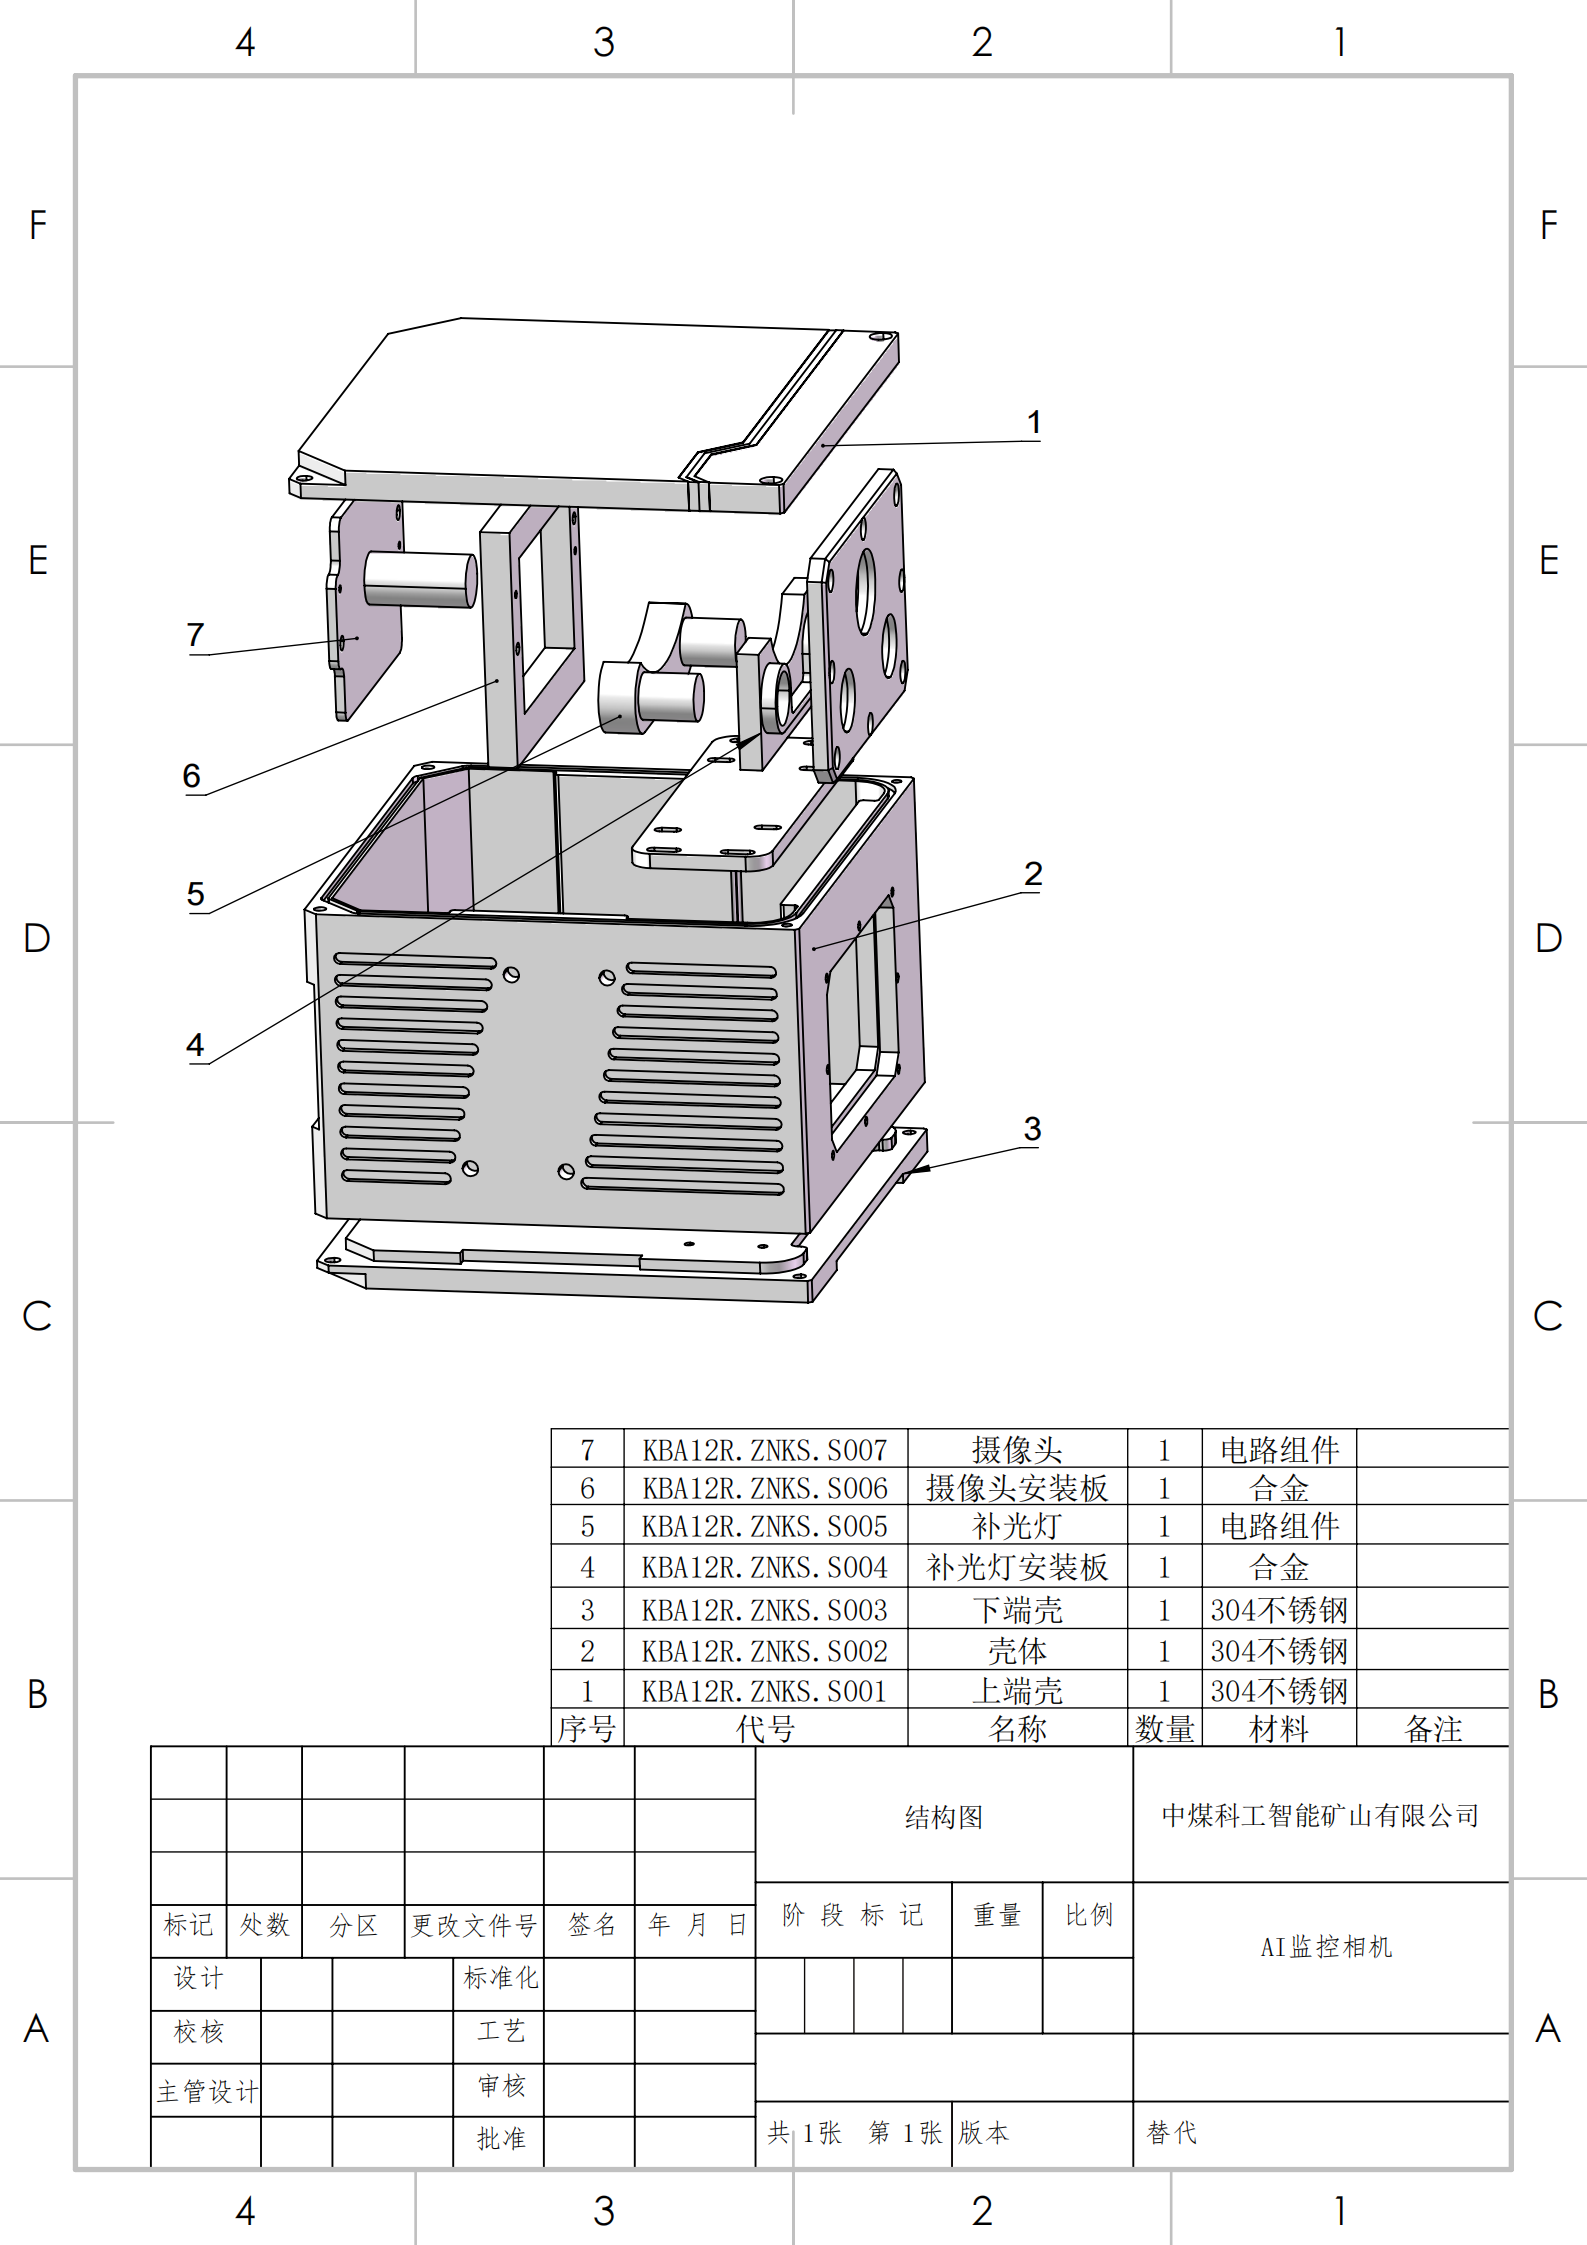 4 3 2 1
F F
1
E E
7
6
5
2
D D
4
3
C C
7 KBA12R.ZNKS.S007 摄像头 1 电路组件
6 KBA12R.ZNKS.S006 摄像头安装板 1 合金
5 KBA12R.ZNKS.S005 补光灯 1 电路组件
4 KBA12R.ZNKS.S004 补光灯安装板 1 合金
3 KBA12R.ZNKS.S003 下端壳 1 304不锈钢
2 KBA12R.ZNKS.S002 壳体 1 304不锈钢
B B
1 KBA12R.ZNKS.S001 上端壳 1 304不锈钢
序号 代号 名称 数量 材料 备注
结构图 中煤科工智能矿山有限公司
标记 处数 分区 更改文件号 签名 年 月 日 阶 段 标 记 重量 比例
AI监控相机
设计 标准化
A A
校核 工艺
主管设计 审核
批准 共 1张 第 1张 版本 替代
4 3 2 1